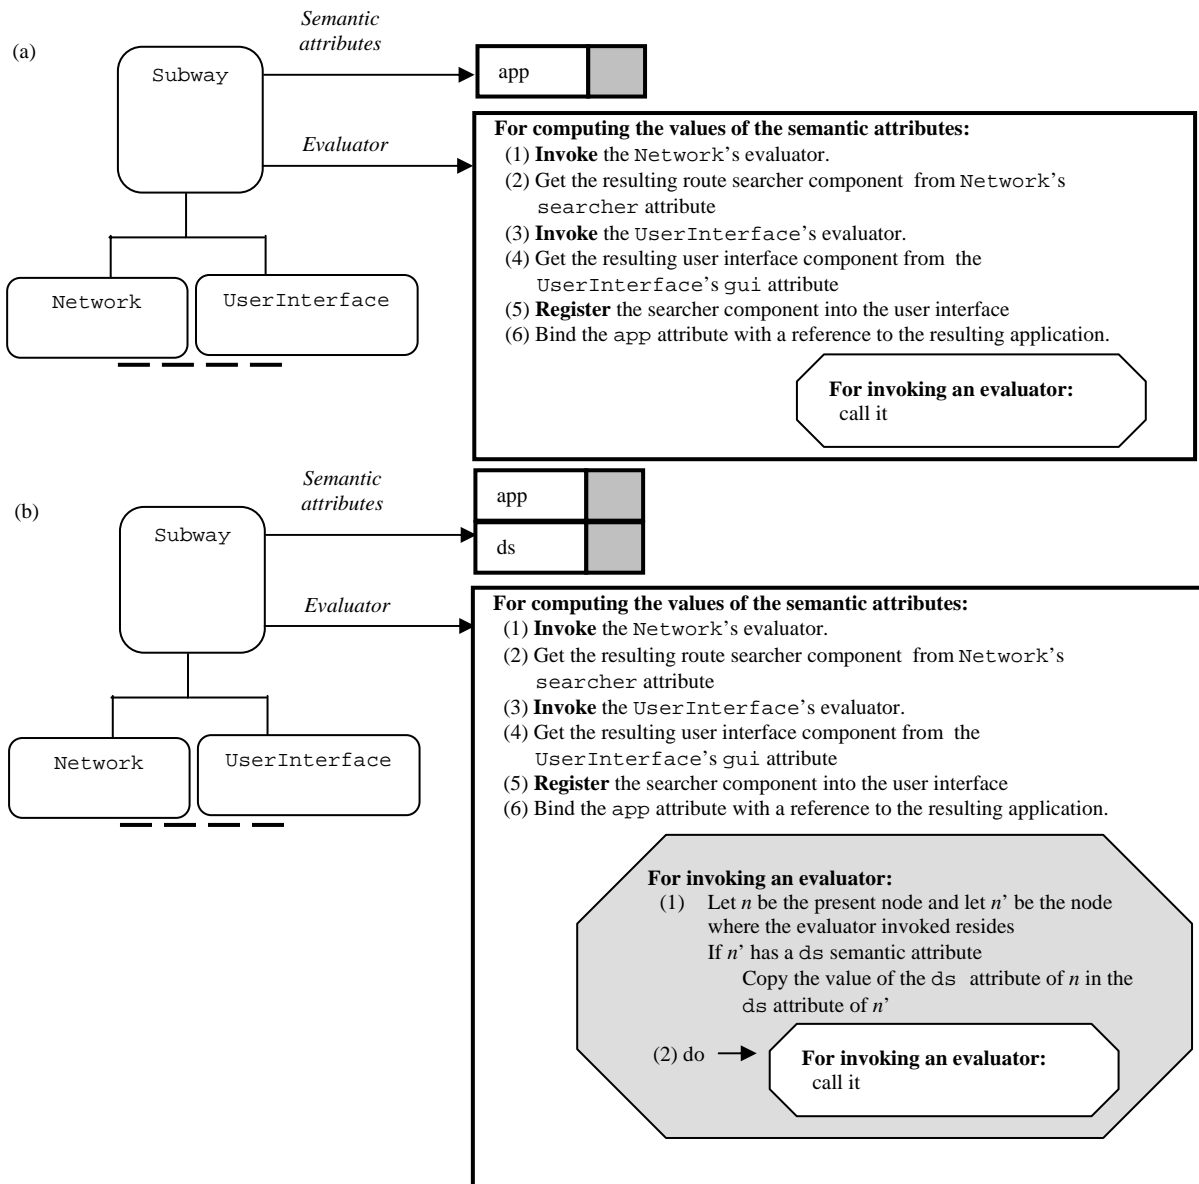 (a)
Semantic
attributes
Subway
app
Evaluator
Network
UserInterface
For computing the values of the semantic attributes:
(1) Invoke the Network's evaluator.
(2) Get the resulting route searcher component from Network's
searcher attribute
(3) Invoke the UserInterface's evaluator.
(4) Get the resulting user interface component from the
UserInterface's gui attribute
(5) Register the searcher component into the user interface
(6) Bind the app attribute with a reference to the resulting application.
For invoking an evaluator:
call it
(b)
Semantic
attributes
Subway
app
ds
Evaluator
Network
UserInterface
For computing the values of the semantic attributes:
(1) Invoke the Network's evaluator.
(2) Get the resulting route searcher component from Network's
searcher attribute
(3) Invoke the UserInterface's evaluator.
(4) Get the resulting user interface component from the
UserInterface's gui attribute
(5) Register the searcher component into the user interface
(6) Bind the app attribute with a reference to the resulting application.
For invoking an evaluator:
(1) Let n be the present node and let n' be the node
where the evaluator invoked resides
If n' has a ds semantic attribute
Copy the value of the ds attribute of n in the
ds attribute of n'
(2) do
For invoking an evaluator:
call it